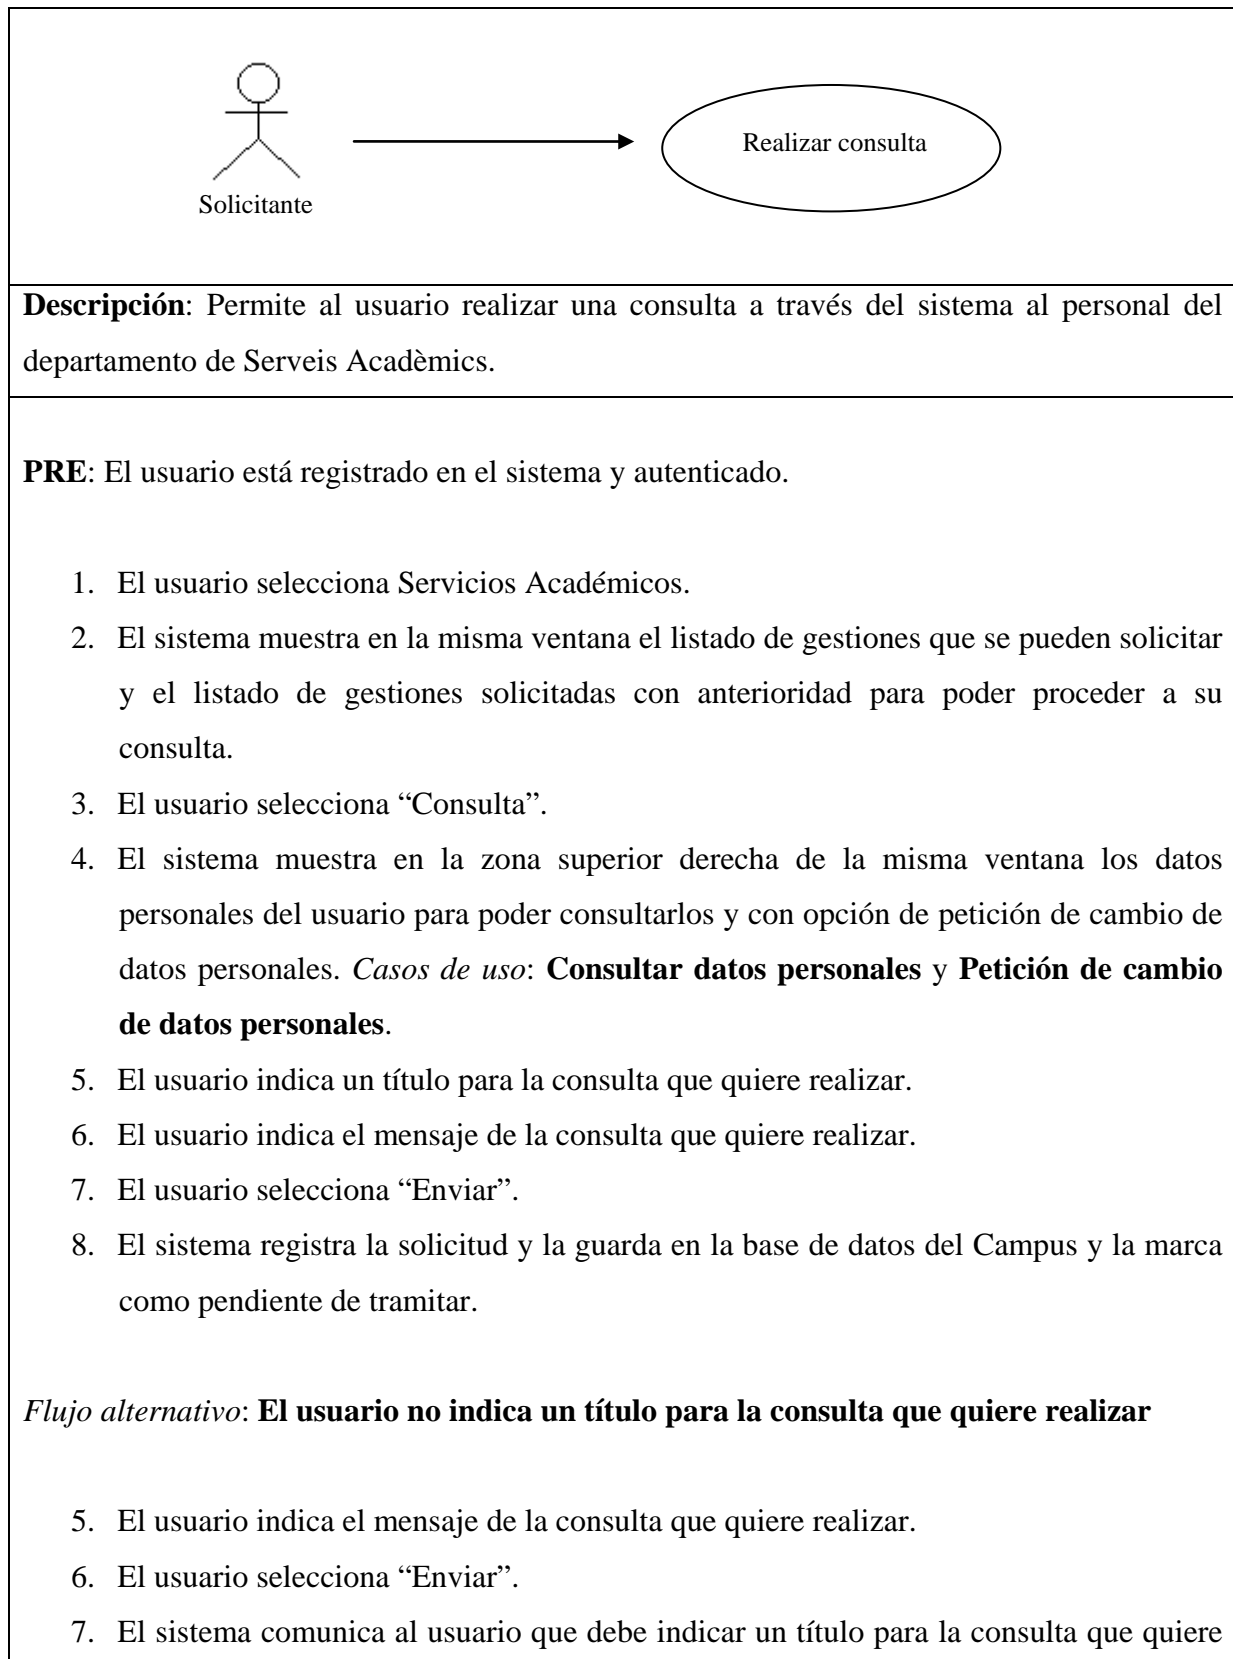 Realizar consulta
Solicitante
Descripción: Permite al usuario realizar una consulta a través del sistema al personal del
departamento de Serveis Acadèmics.
PRE: El usuario está registrado en el sistema y autenticado.
1. El usuario selecciona Servicios Académicos.
2. El sistema muestra en la misma ventana el listado de gestiones que se pueden solicitar
y el listado de gestiones solicitadas con anterioridad para poder proceder a su
consulta.
3. El usuario selecciona “Consulta”.
4. El sistema muestra en la zona superior derecha de la misma ventana los datos
personales del usuario para poder consultarlos y con opción de petición de cambio de
datos personales. Casos de uso: Consultar datos personales y Petición de cambio
de datos personales.
5. El usuario indica un título para la consulta que quiere realizar.
6. El usuario indica el mensaje de la consulta que quiere realizar.
7. El usuario selecciona “Enviar”.
8. El sistema registra la solicitud y la guarda en la base de datos del Campus y la marca
como pendiente de tramitar.
Flujo alternativo: El usuario no indica un título para la consulta que quiere realizar
5. El usuario indica el mensaje de la consulta que quiere realizar.
6. El usuario selecciona “Enviar”.
7. El sistema comunica al usuario que debe indicar un título para la consulta que quiere